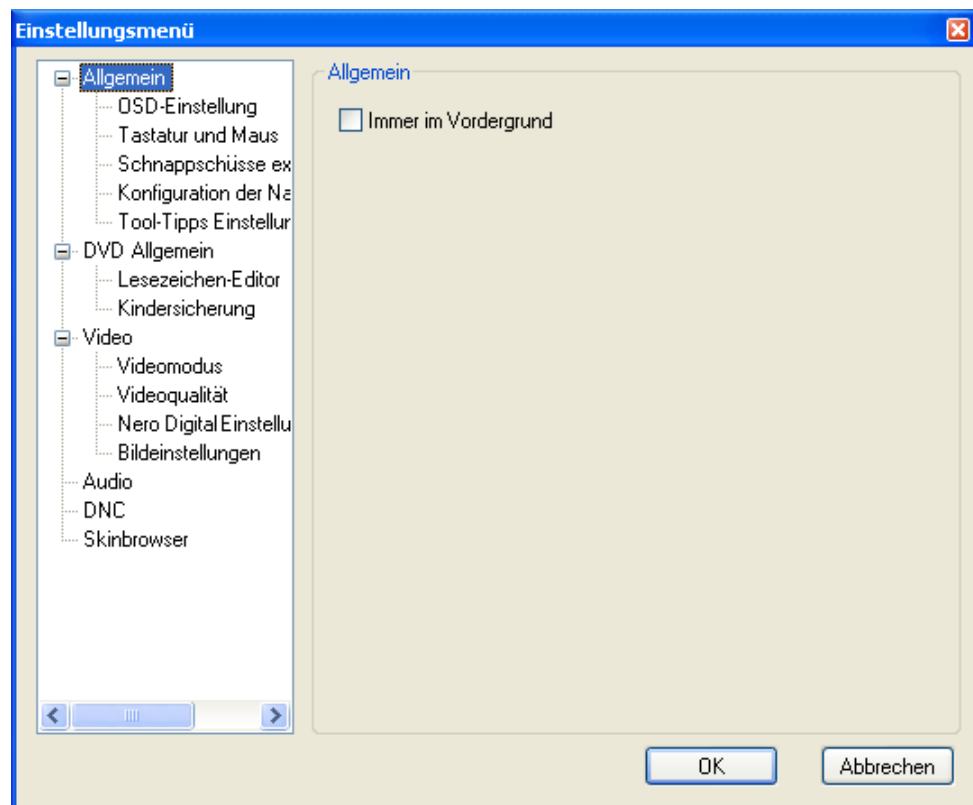 Einstellungsmenü
Allgemein
OSD-Einstellung
Tastatur und Maus
Schnappschüsse ex
Konfiguration der Na
Tool-Tipps Einstellur
DVD Allgemein
Lesezeichen-Editor
Kindersicherung
Video
Videomodus
Videoqualität
Nero Digital Einstellu
Bildeinstellungen
Audio
DNC
Skinbrowser
Allgemein
Immer im Vordergrund
OK
Abbrechen